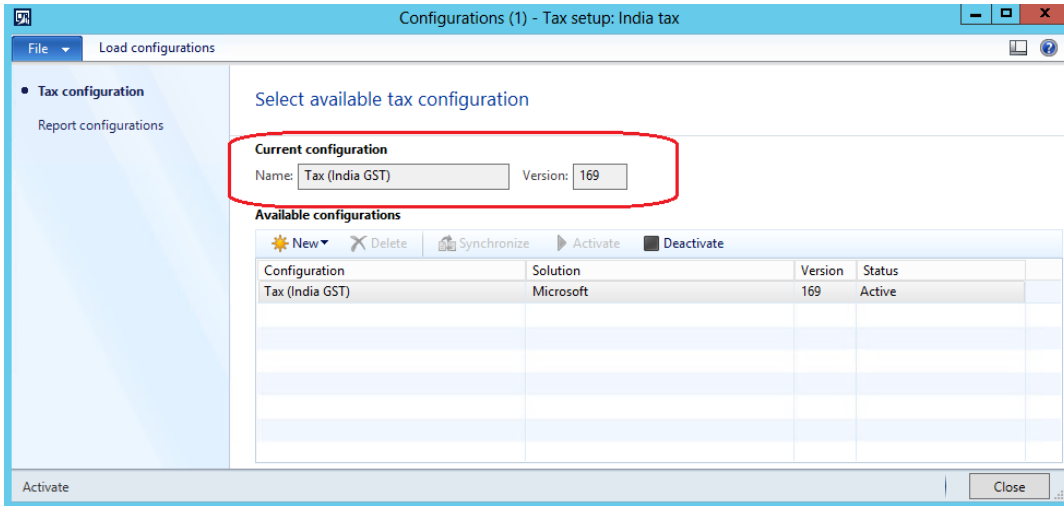 Configurations (1) - Tax setup: India tax
File Load configurations
Tax configuration
Report configurations
Select available tax configuration
Current configuration
Name: Tax (India GST) Version: 169
Available configurations
New Delete Synchronize Activate Deactivate
Configuration Solution Version Status
Tax (India GST) Microsoft 169 Active
Activate Close